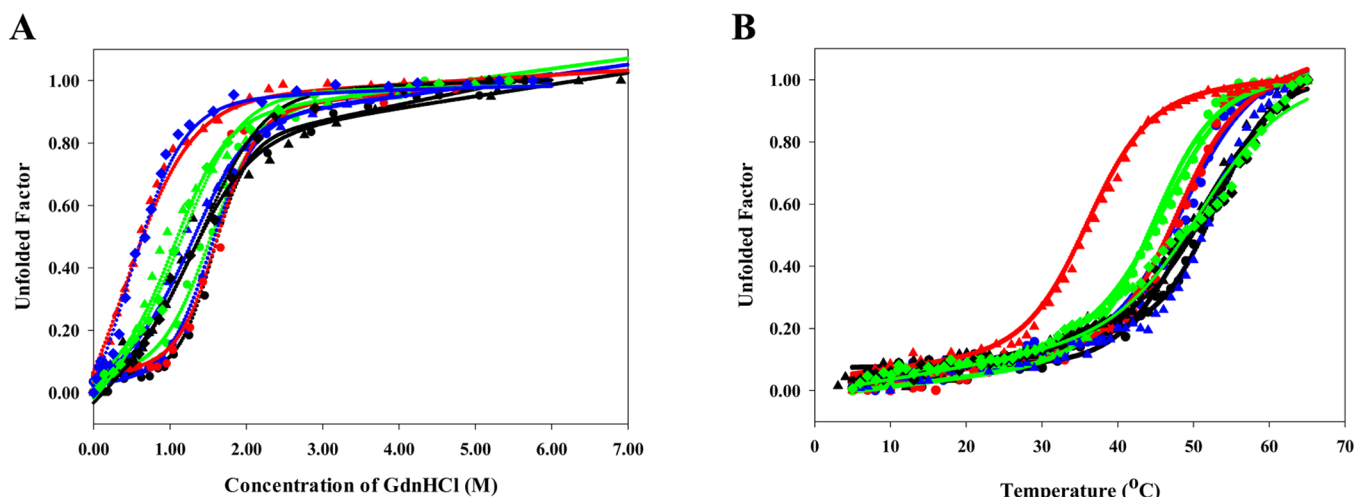 A
B
Unfolded Factor
1.00
0.80
0.60
0.40
0.20
0.00
0.00 1.00 2.00 3.00 4.00 5.00 6.00 7.00
Concentration of GdnHCl (M)
Unfolded Factor
1.00
0.80
0.60
0.40
0.20
0.00
0 10 20 30 40 50 60 70
Temperature (⁰C)